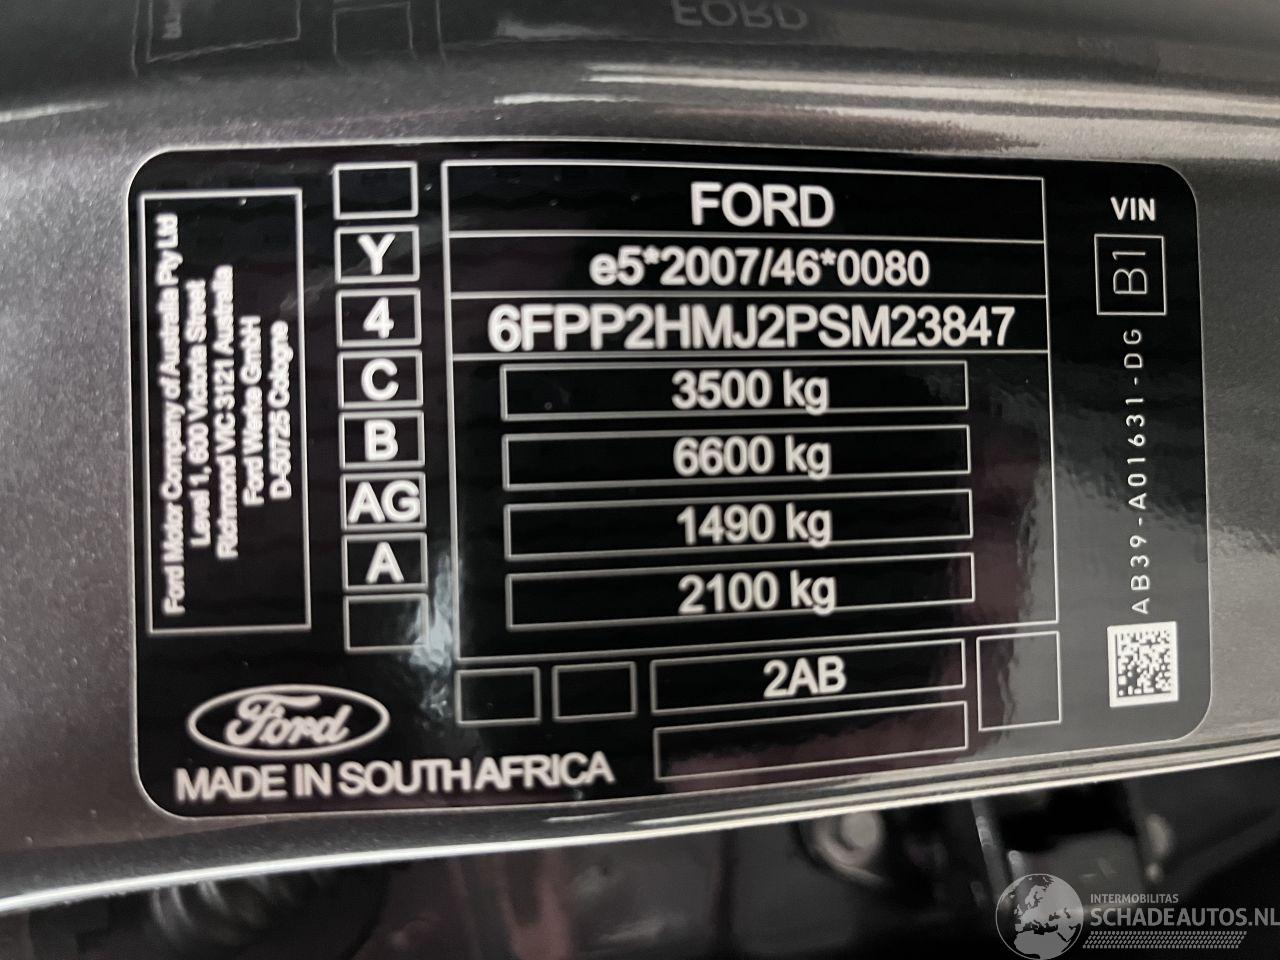 FORD
Ford Motor Company of Australia Pty Ltd
Level 1, 600 Victoria Street
Richmond VIC 3121 Australia
Ford Werke GmbH
D-50725 Cologne
Y
4
C
B
AG
A
FORD
e5*2007/46*0080
6FPP2HMJ2PSM23847
3500 kg
6600 kg
1490 kg
2100 kg
2AB
VIN
B1
AB39-A01631-DG
Ford
MADE IN SOUTH AFRICA
INTERMOBILITAS
SCHADEAUTOS.NL